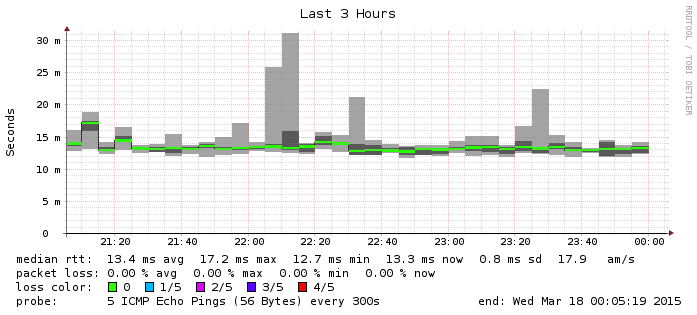 Last 3 Hours
RRDTOOL / TOBI OETIKER
Seconds
30 m
25 m
20 m
15 m
10 m
5 m
0
21:20 21:40 22:00 22:20 22:40 23:00 23:20 23:40 00:00
median rtt: 13.4 ms avg 17.2 ms max 12.7 ms min 13.3 ms now 0.8 ms sd 17.9 am/s
packet loss: 0.00 % avg 0.00 % max 0.00 % min 0.00 % now
loss color: 0 1/5 2/5 3/5 4/5
probe: 5 ICMP Echo Pings (56 Bytes) every 300s end: Wed Mar 18 00:05:19 2015